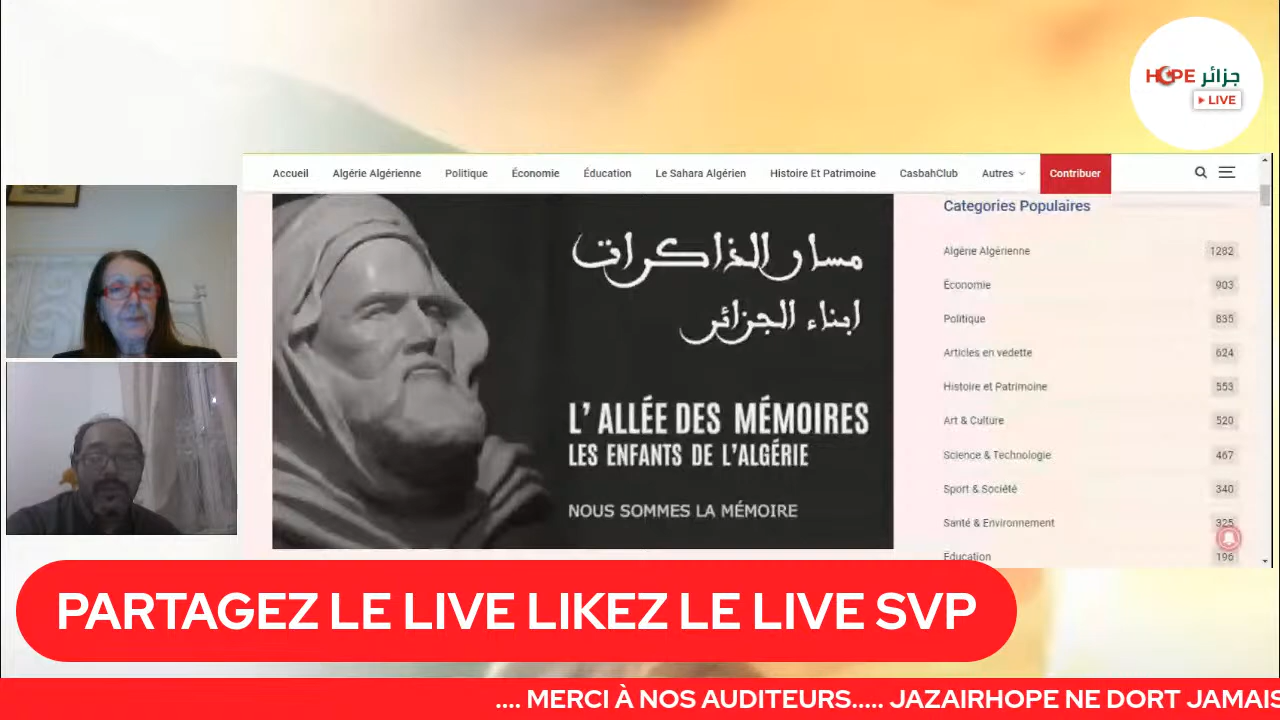 HOPE جزائر
LIVE
Accueil Algérie Algérienne Politique Économie Éducation Le Sahara Algérien Histoire Et Patrimoine CasbahClub Autres Contribuer
مسار الذاكرات
ابناء الجزائر
L' ALLÉE DES MÉMOIRES
LES ENFANTS DE L'ALGÉRIE
NOUS SOMMES LA MÉMOIRE
Categories Populaires
Algérie Algérienne 1282
Économie 903
Politique 835
Articles en vedette 624
Histoire et Patrimoine 553
Art & Culture 520
Science & Technologie 467
Sport & Société 340
Santé & Environnement 325
Éducation 196
PARTAGEZ LE LIVE LIKEZ LE LIVE SVP
.... MERCI À NOS AUDITEURS..... JAZAIRHOPE NE DORT JAMAIS